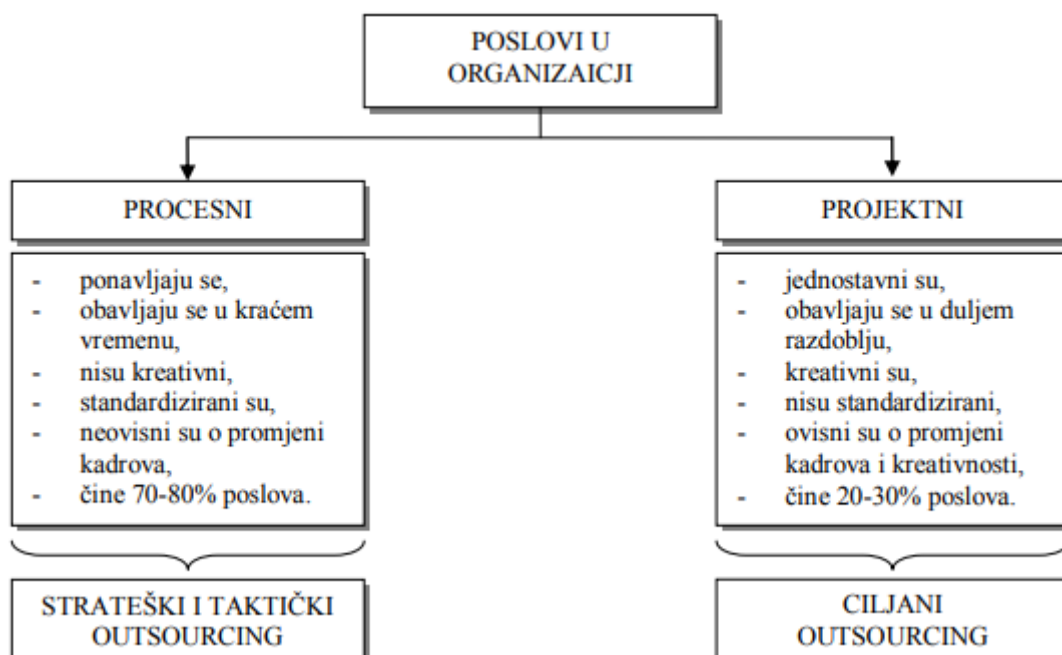 POSLOVI U
ORGANIZAICJI
PROCESNI
- ponavljaju se,
- obavljaju se u kraćem
vremenu,
- nisu kreativni,
- standardizirani su,
- neovisni su o promjeni
kadrova,
- čine 70-80% poslova.
STRATEŠKI I TAKTIČKI
OUTSOURCING
PROJEKTNI
- jednostavni su,
- obavljaju se u duljem
razdoblju,
- kreativni su,
- nisu standardizirani,
- ovisni su o promjeni
kadrova i kreativnosti,
- čine 20-30% poslova.
CILJANI
OUTSOURCING